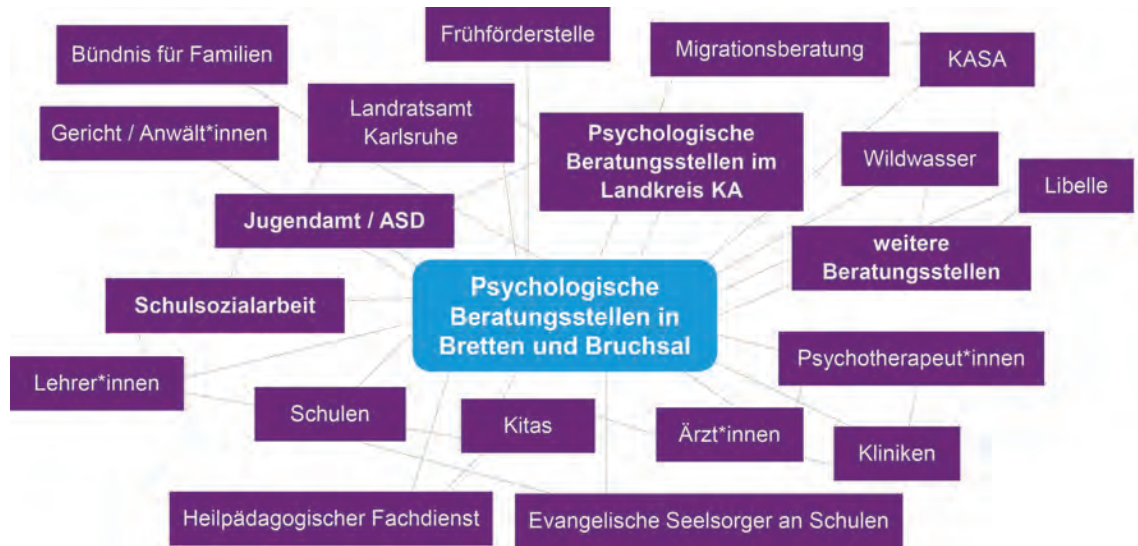 Frühförderstelle
Bündnis für Familien
Migrationsberatung
KASA
Landratsamt
Karlsruhe
Gericht / Anwält*innen
Psychologische
Beratungsstellen im
Landkreis KA
Wildwasser
Libelle
Jugendamt / ASD
weitere
Beratungsstellen
Schulsozialarbeit
Psychologische
Beratungsstellen in
Bretten und Bruchsal
Psychotherapeut*innen
Lehrer*innen
Schulen
Kitas
Ärzt*innen
Kliniken
Heilpädagogischer Fachdienst
Evangelische Seelsorger an Schulen